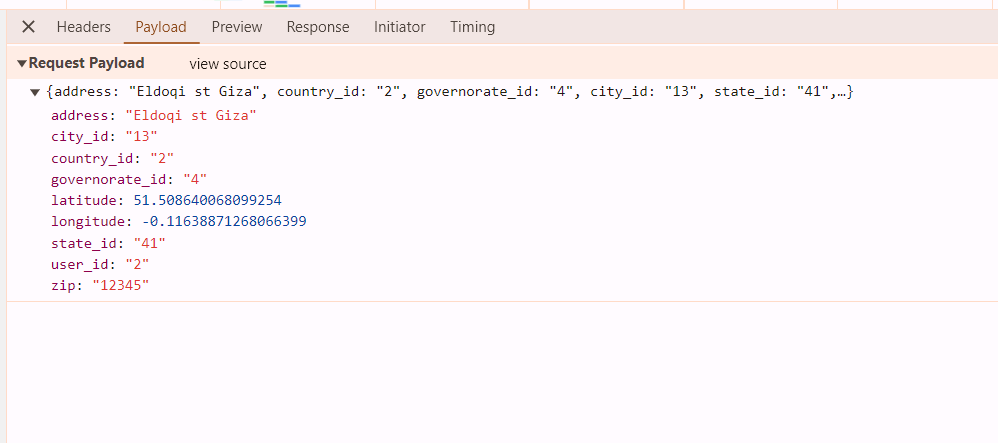 Headers Payload Preview Response Initiator Timing
Request Payload view source
{address: "Eldoqi st Giza", country_id: "2", governorate_id: "4", city_id: "13", state_id: "41",…}
address: "Eldoqi st Giza"
city_id: "13"
country_id: "2"
governorate_id: "4"
latitude: 51.508640068099254
longitude: -0.11638871268066399
state_id: "41"
user_id: "2"
zip: "12345"